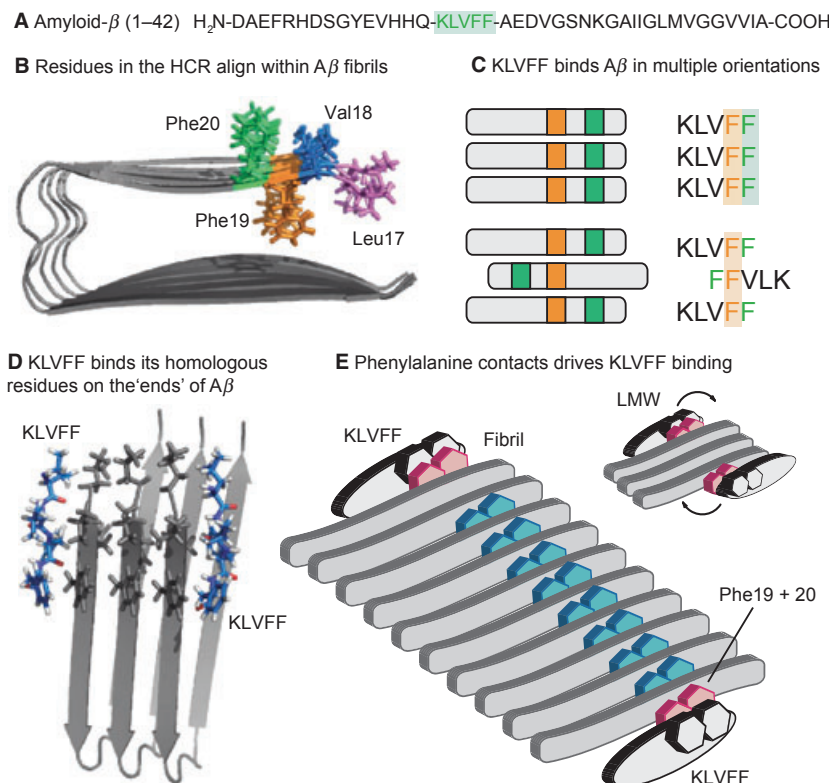 A Amyloid-β (1–42) H₂N-DAEFRHDSGYEVHHQ-KLVFF-AEDVGSNKGAIIGLMVGGVVIA-COOH
B Residues in the HCR align within Aβ fibrils
Phe20
Val18
Phe19
Leu17
C KLVFF binds Aβ in multiple orientations
KLVFF
KLVFF
KLVFF
KLVFF
FFVLK
KLVFF
D KLVFF binds its homologous
residues on the'ends' of Aβ
KLVFF
KLVFF
E Phenylalanine contacts drives KLVFF binding
LMW
KLVFF
Fibril
Phe19 + 20
KLVFF